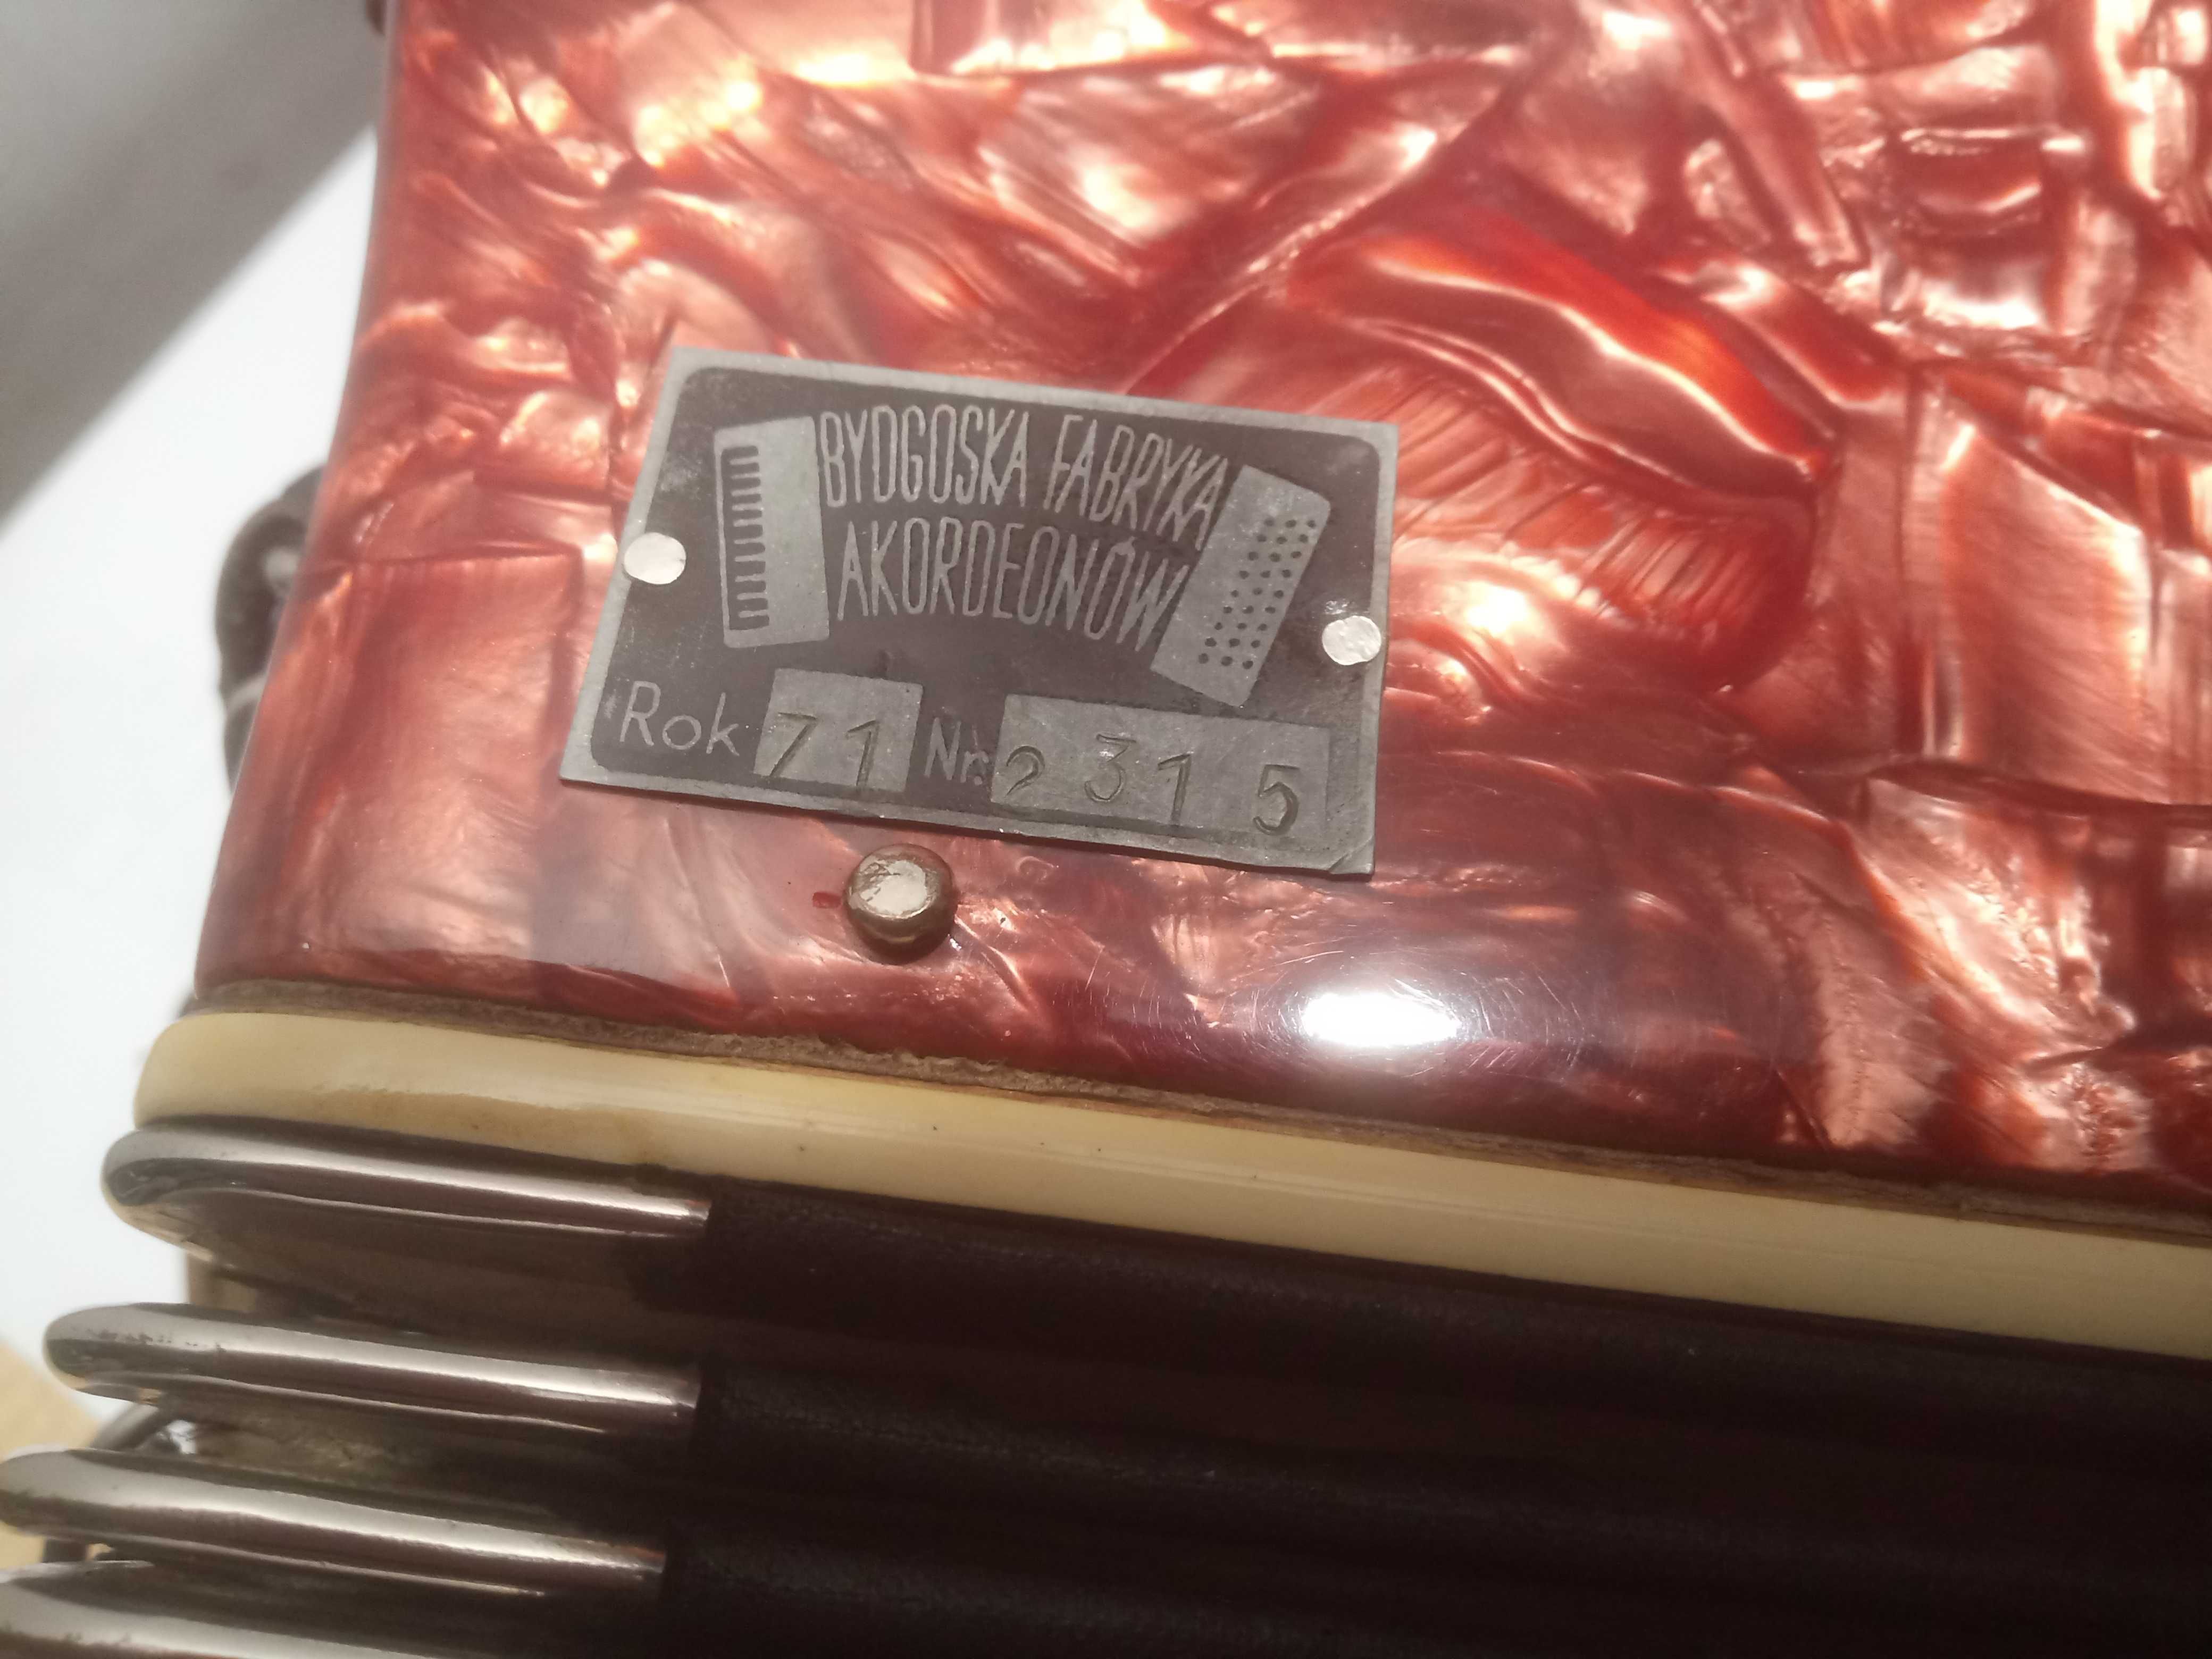 BYDGOSKA FABRYKA
AKORDEONÓW
Rok 71 Nr. 2315